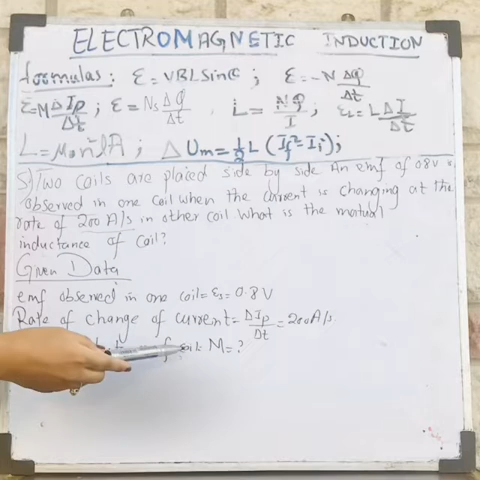 ELECTROMAGNETIC INDUCTION
formulas: ε = VBLSinθ ; ε = -N Δφ/Δt
ε = M ΔIp/Δt ; ε = Ns Δφ/Δt L = Nφ/I ; εL = L ΔI/Δt
L = μ₀n²lA ; ΔUm = ½ L (If² - Ii²);
5) Two coils are placed side by side An emf of 0.8V is
observed in one coil when the current is changing at the
rate of 200 A/s in other coil What is the mutual
inductance of coil?
Given Data
emf observed in one coil = εs = 0.8V
Rate of change of current = ΔIp/Δt = 200A/s
coil M = ?